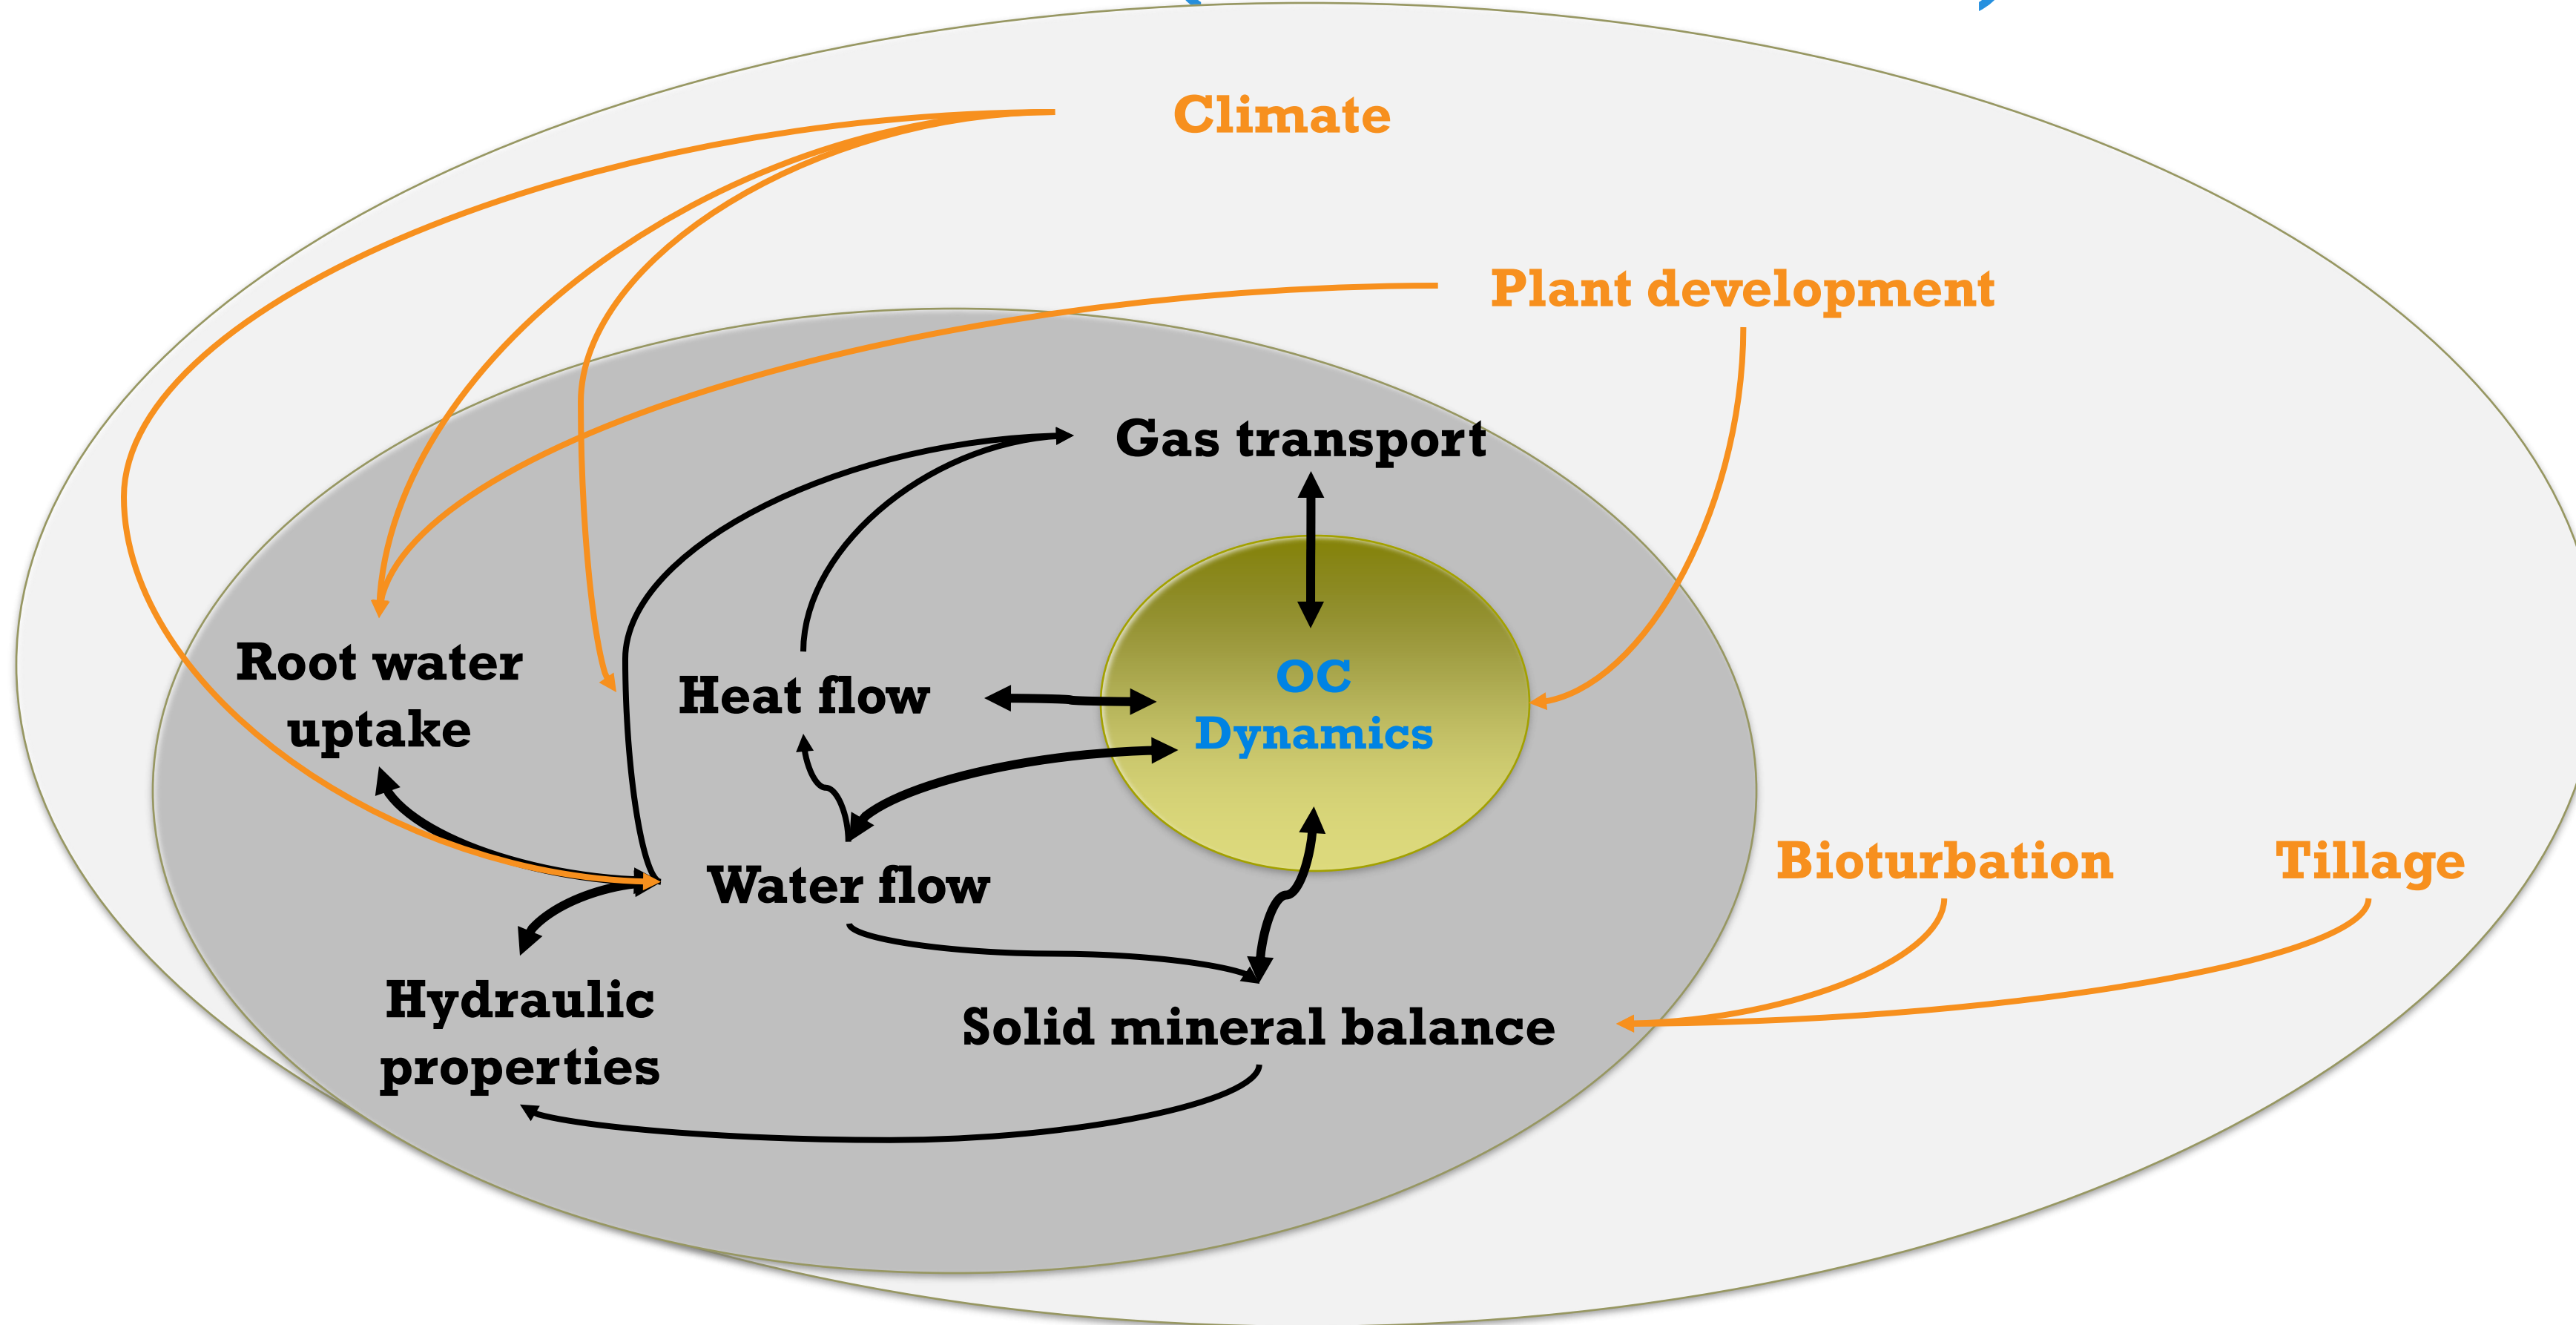 Climate
Plant development
Gas transport
Root water
uptake
Heat flow
OC
Dynamics
Water flow
Bioturbation
Tillage
Hydraulic
properties
Solid mineral balance